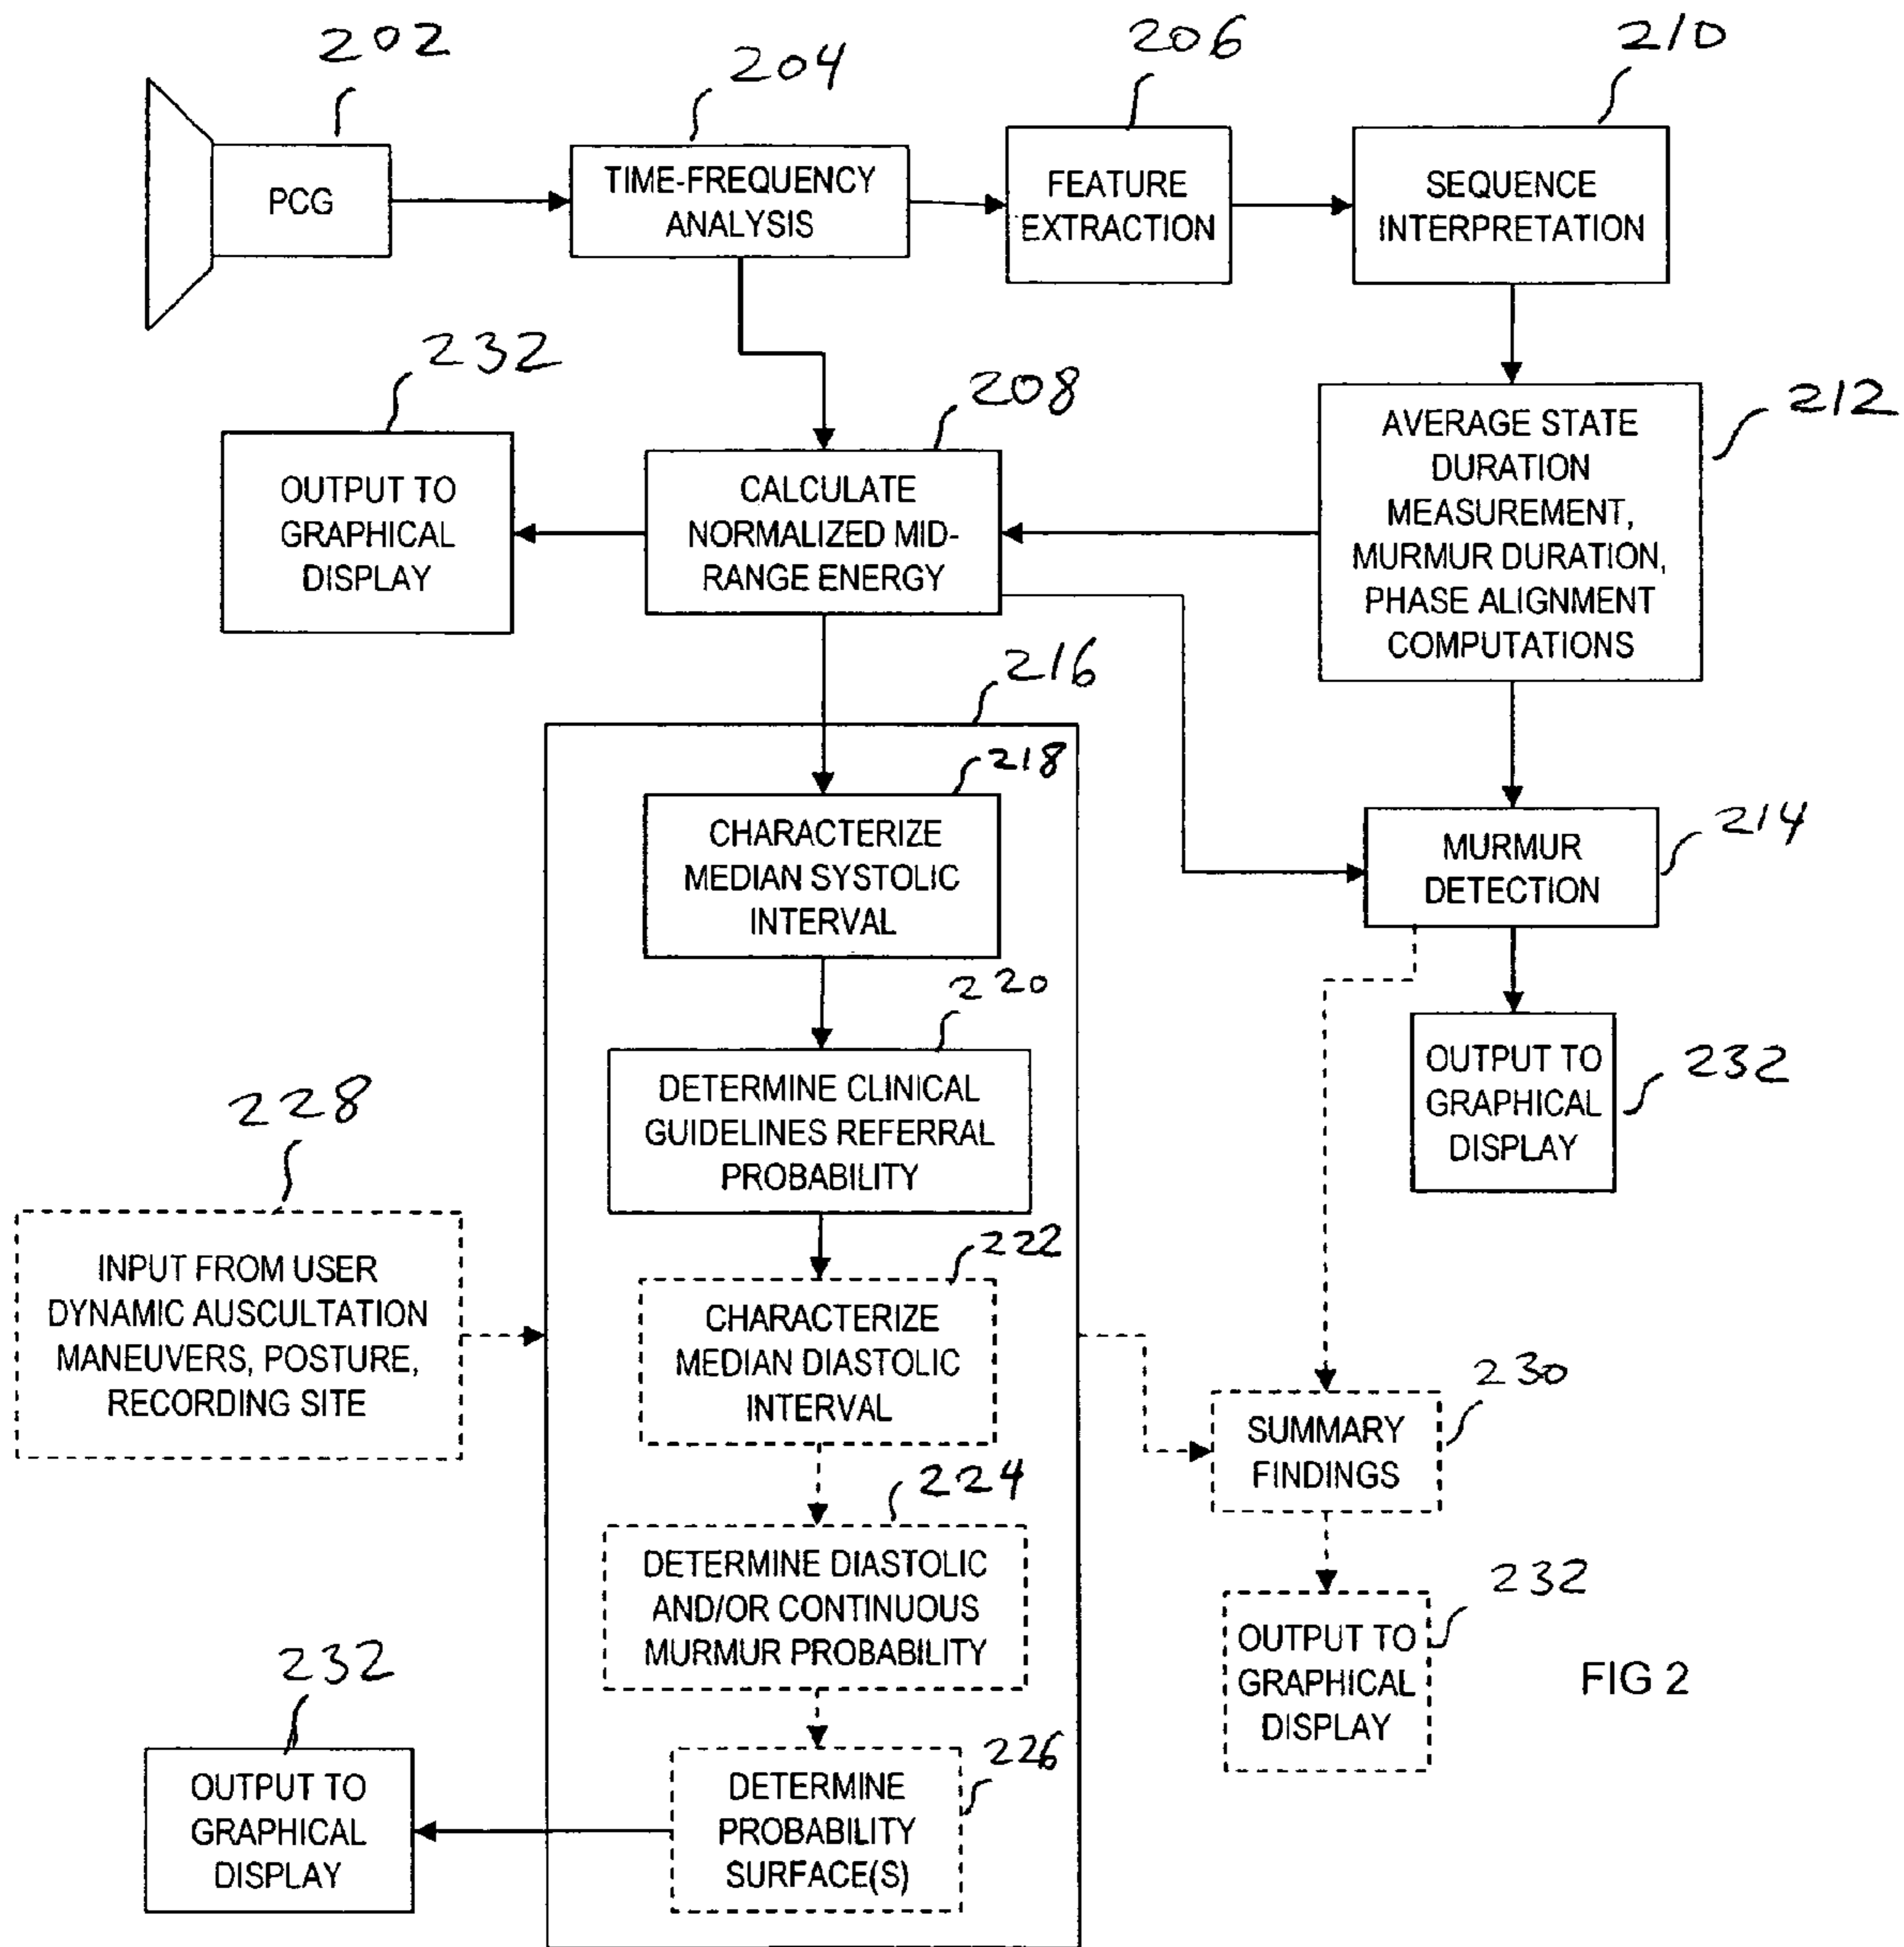 202
204
206
210
PCG
TIME-FREQUENCY
ANALYSIS
FEATURE
EXTRACTION
SEQUENCE
INTERPRETATION
232
208
212
OUTPUT TO
GRAPHICAL
DISPLAY
CALCULATE
NORMALIZED MID-
RANGE ENERGY
AVERAGE STATE
DURATION
MEASUREMENT,
MURMUR DURATION,
PHASE ALIGNMENT
COMPUTATIONS
216
218
CHARACTERIZE
MEDIAN SYSTOLIC
INTERVAL
214
MURMUR
DETECTION
220
DETERMINE CLINICAL
GUIDELINES REFERRAL
PROBABILITY
OUTPUT TO
GRAPHICAL
DISPLAY
232
228
INPUT FROM USER
DYNAMIC AUSCULTATION
MANEUVERS, POSTURE,
RECORDING SITE
222
CHARACTERIZE
MEDIAN DIASTOLIC
INTERVAL
230
SUMMARY
FINDINGS
224
DETERMINE DIASTOLIC
AND/OR CONTINUOUS
MURMUR PROBABILITY
232
OUTPUT TO
GRAPHICAL
DISPLAY
FIG 2
232
OUTPUT TO
GRAPHICAL
DISPLAY
226
DETERMINE
PROBABILITY
SURFACE(S)